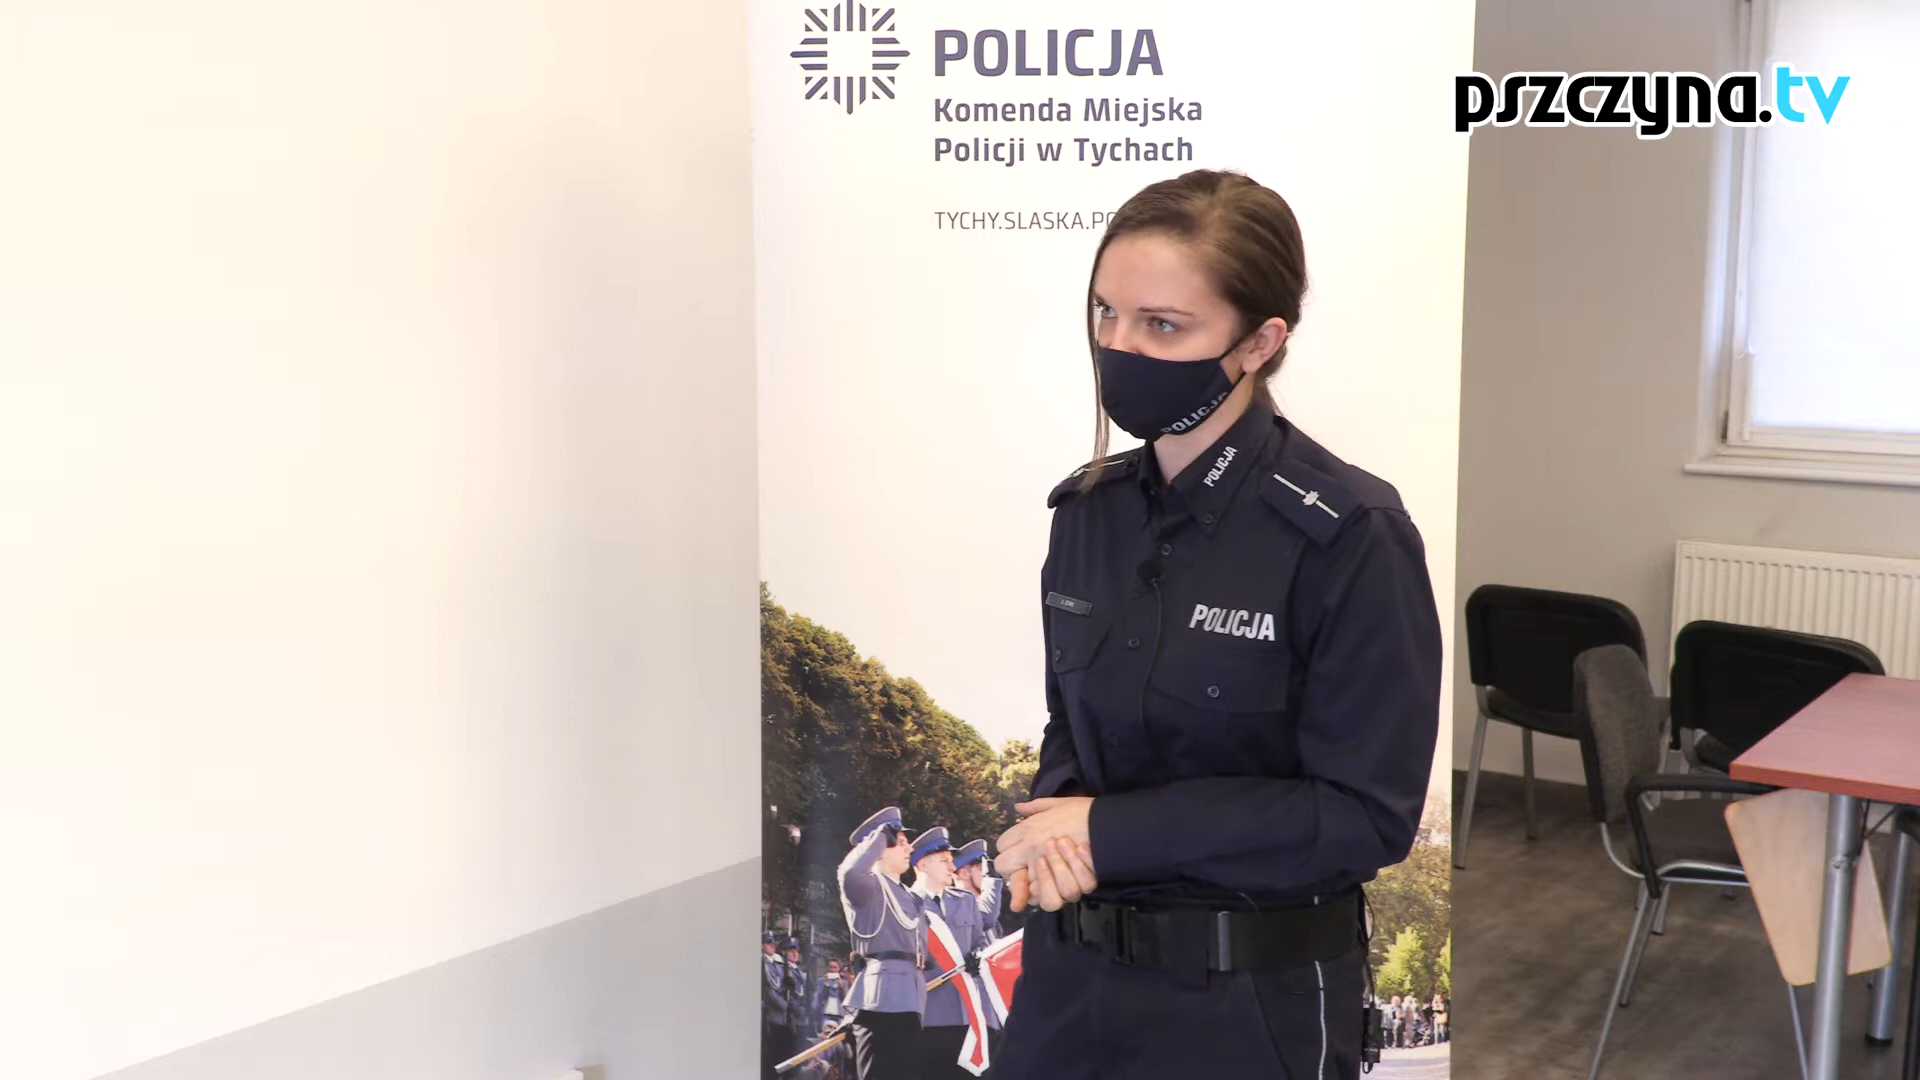 POLICJA
Komenda Miejska
Policji w Tychach
TYCHY.SLASKA.PO
pszczyna.tv
POLICJA
POLICJA
POLICJA